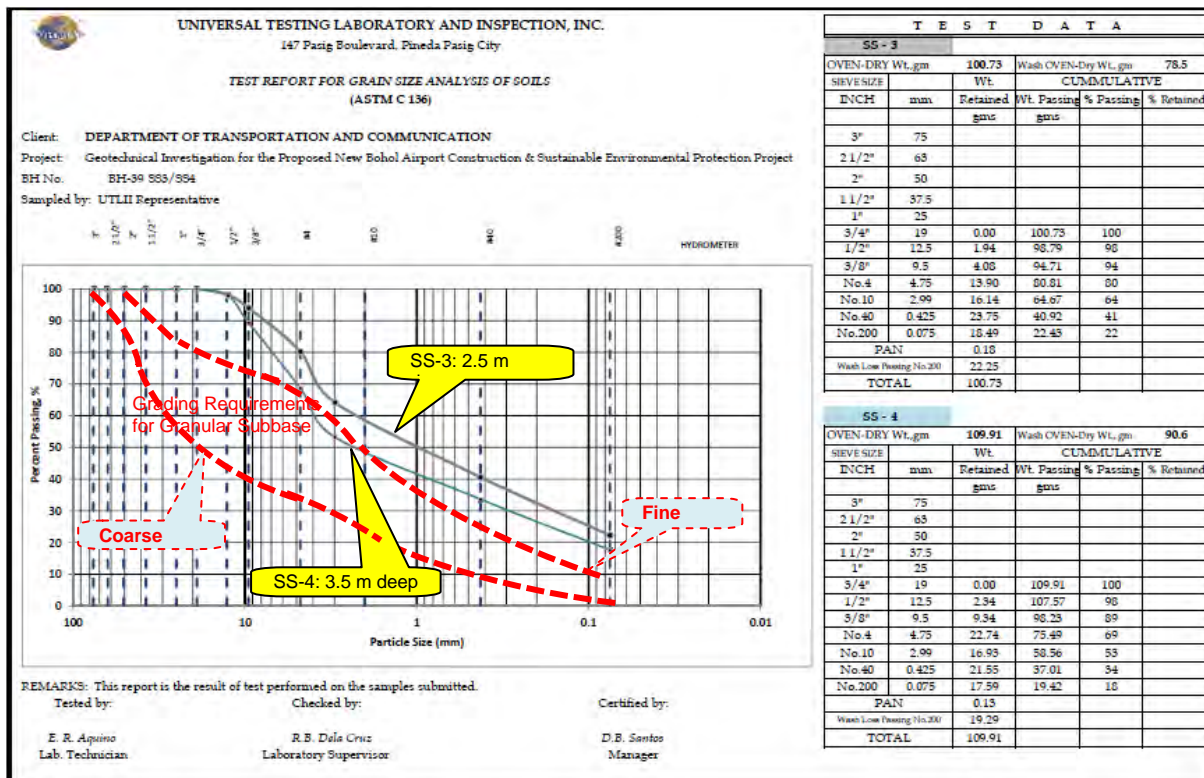 UNIVERSAL TESTING LABORATORY AND INSPECTION, INC.
147 Pasig Boulevard, Pineda Pasig City
TEST REPORT FOR GRAIN SIZE ANALYSIS OF SOILS
(ASTM C 136)
Client: DEPARTMENT OF TRANSPORTATION AND COMMUNICATION
Project: Geotechnical Investigation for the Proposed New Bohol Airport Construction & Sustainable Environmental Protection Project
BH No. BH-39 SS3/SS4
Sampled by: UTLII Representative
3" 2 1/2" 2" 1 1/2" 1" 3/4" 1/2" 3/8" #4 #10 #40 #200 HYDROMETER
100
90
80
70
60
50
40
30
20
10
0
Percent Passing, %
SS-3: 2.5 m
Grading Requirements
for Granular Subbase
Coarse
Fine
SS-4: 3.5 m deep
100 10 1 0.1 0.01
Particle Size (mm)
REMARKS: This report is the result of test performed on the samples submitted.
Tested by: Checked by: Certified by:
E. R. Aquino R.B. Dela Cruz D.B. Santos
Lab. Technician Laboratory Supervisor Manager
T E S T D A T A
SS - 3
OVEN-DRY Wt.,gm 100.73 Wash OVEN-Dry Wt., gm 78.5
SIEVE SIZE Wt. CUMMULATIVE
INCH mm Retained Wt. Passing % Passing % Retained
gms gms
3" 75
2 1/2" 63
2" 50
1 1/2" 37.5
1" 25
3/4" 19 0.00 100.73 100
1/2" 12.5 1.94 98.79 98
3/8" 9.5 4.08 94.71 94
No.4 4.75 13.90 80.81 80
No.10 2.99 16.14 64.67 64
No.40 0.425 23.75 40.92 41
No.200 0.075 18.49 22.43 22
PAN 0.18
Wash Loss Passing No.200 22.25
TOTAL 100.73
SS - 4
OVEN-DRY Wt.,gm 109.91 Wash OVEN-Dry Wt., gm 90.6
SIEVE SIZE Wt. CUMMULATIVE
INCH mm Retained Wt. Passing % Passing % Retained
gms gms
3" 75
2 1/2" 63
2" 50
1 1/2" 37.5
1" 25
3/4" 19 0.00 109.91 100
1/2" 12.5 2.34 107.57 98
3/8" 9.5 9.34 98.23 89
No.4 4.75 22.74 75.49 69
No.10 2.99 16.93 58.56 53
No.40 0.425 21.55 37.01 34
No.200 0.075 17.59 19.42 18
PAN 0.13
Wash Loss Passing No.200 19.29
TOTAL 109.91